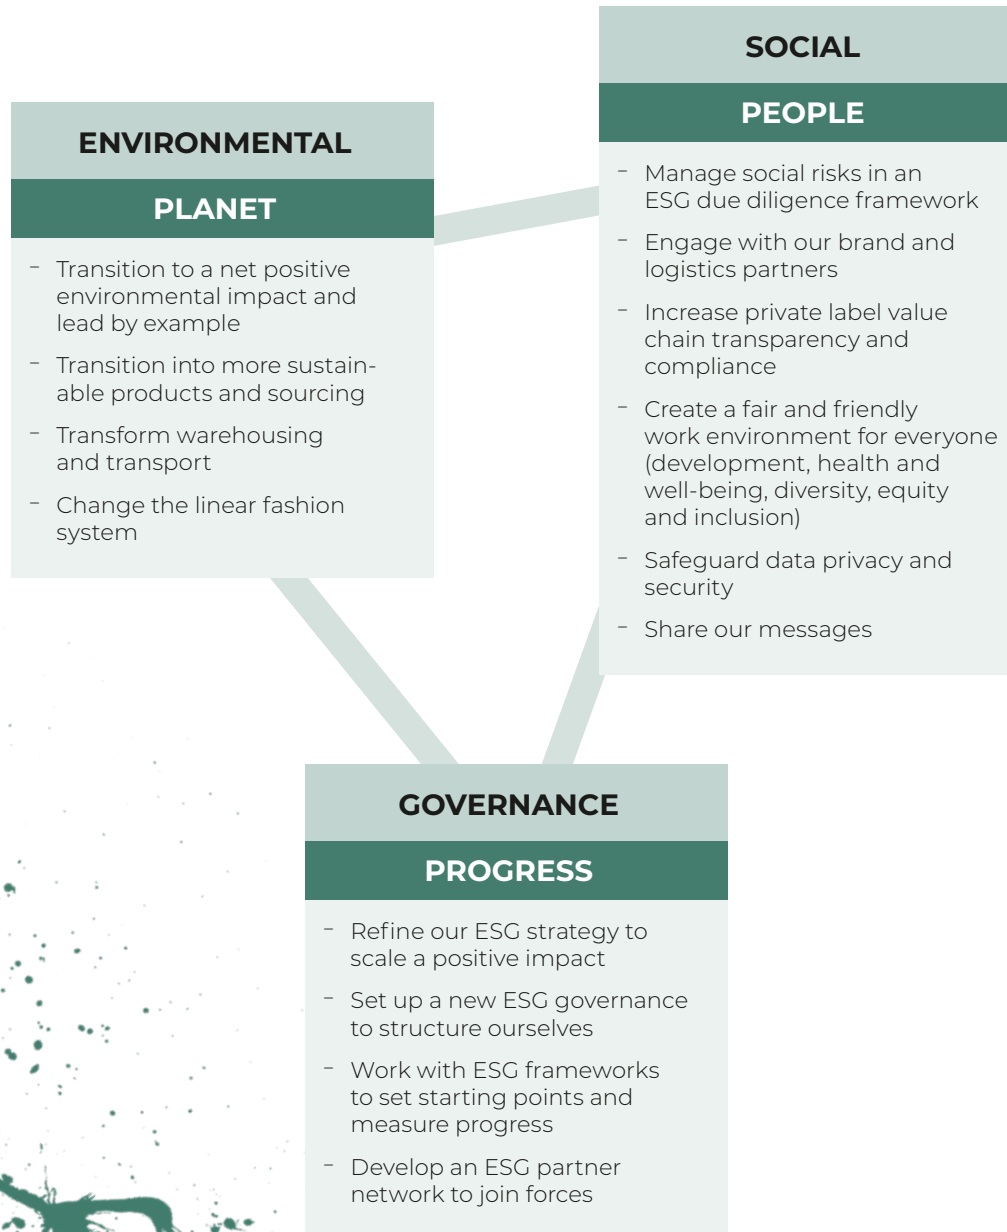 ENVIRONMENTAL
PLANET
- Transition to a net positive
environmental impact and
lead by example
- Transition into more sustain-
able products and sourcing
- Transform warehousing
and transport
- Change the linear fashion
system
SOCIAL
PEOPLE
- Manage social risks in an
ESG due diligence framework
- Engage with our brand and
logistics partners
- Increase private label value
chain transparency and
compliance
- Create a fair and friendly
work environment for everyone
(development, health and
well-being, diversity, equity
and inclusion)
- Safeguard data privacy and
security
- Share our messages
GOVERNANCE
PROGRESS
- Refine our ESG strategy to
scale a positive impact
- Set up a new ESG governance
to structure ourselves
- Work with ESG frameworks
to set starting points and
measure progress
- Develop an ESG partner
network to join forces